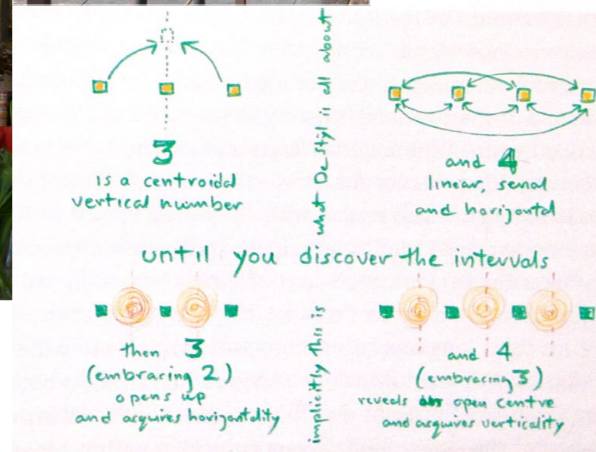 3
is a centroidal
vertical number
and 4
linear, serial
and horizontal
until you discover the intervals
then 3
(embracing 2)
opens up
and acquires horizontality
and 4
(embracing 3)
reveals open centre
and acquires verticality
implicitly this is what De Stijl is all about